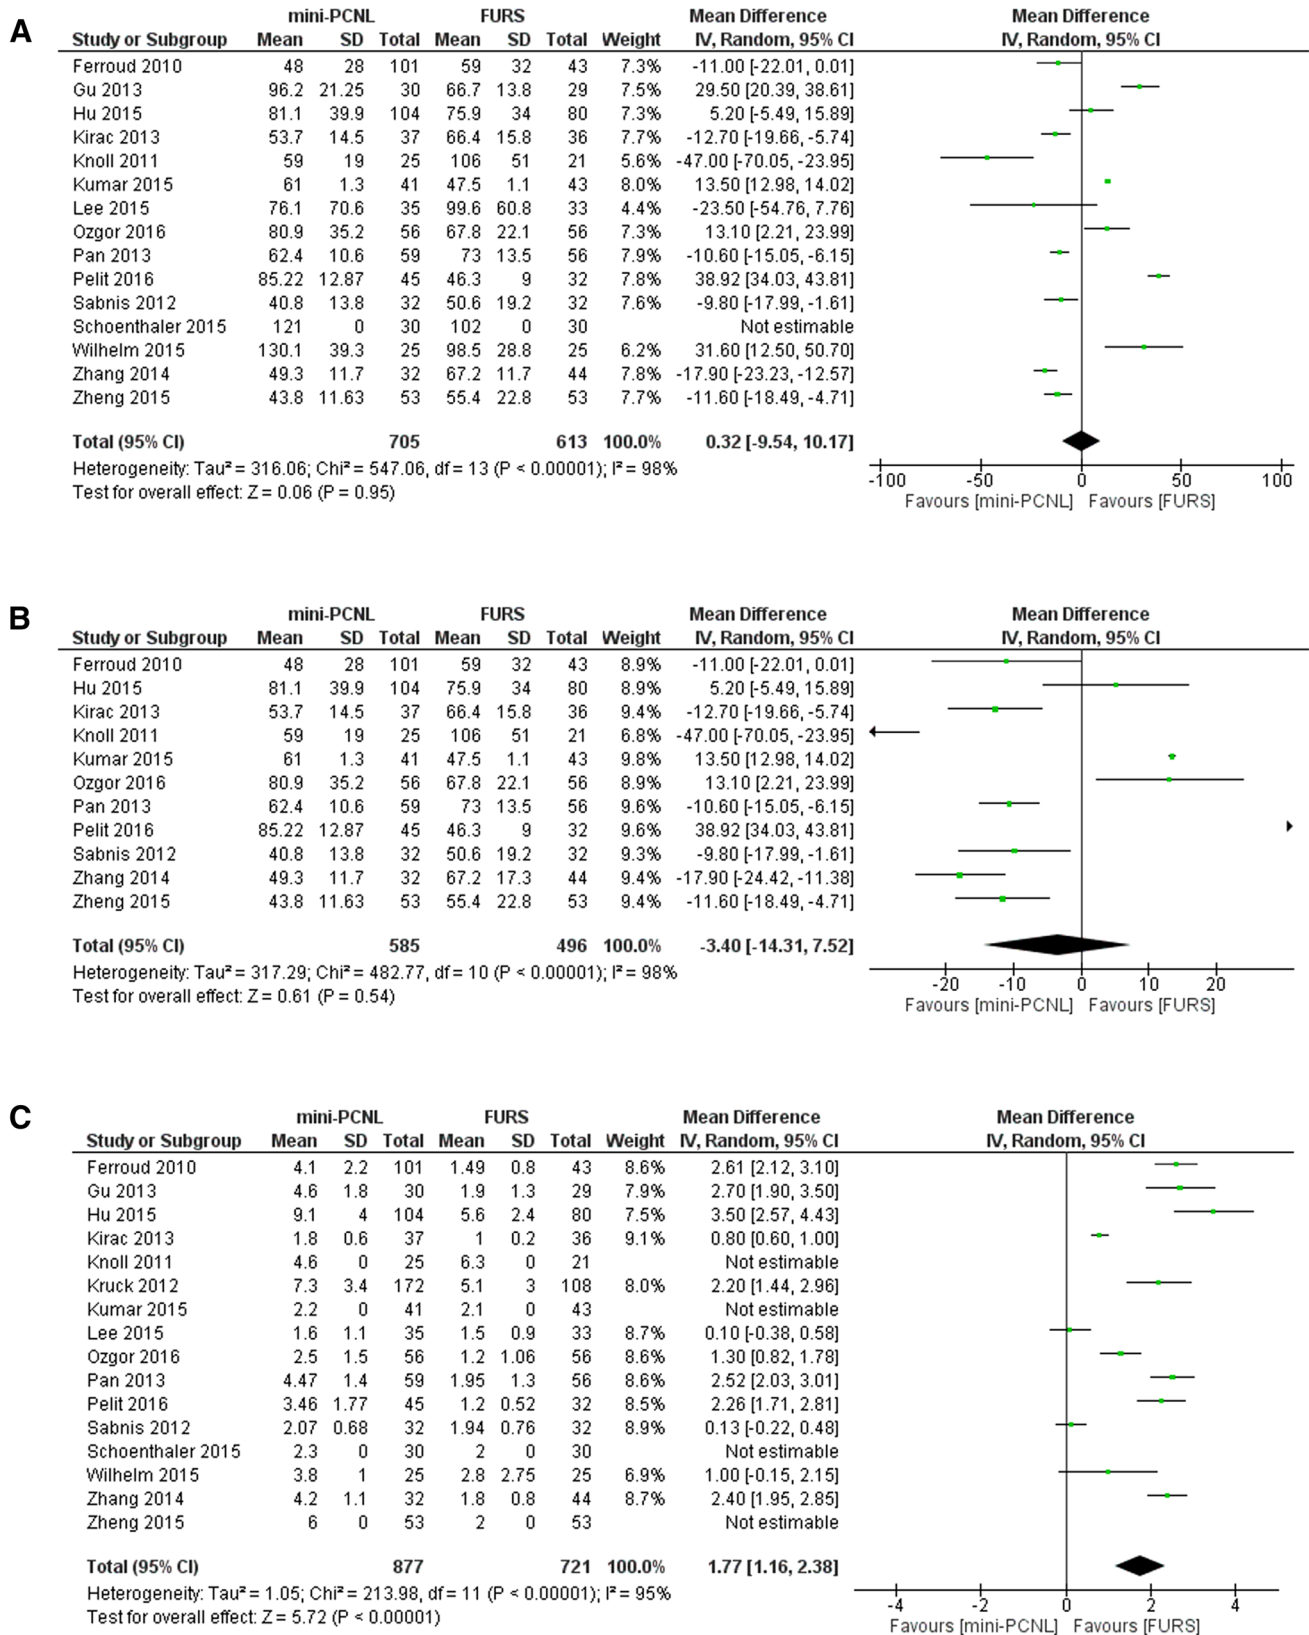 A
mini-PCNL FURS Mean Difference Mean Difference
Study or Subgroup Mean SD Total Mean SD Total Weight IV, Random, 95% CI IV, Random, 95% CI
Ferroud 2010 48 28 101 59 32 43 7.3% -11.00 [-22.01, 0.01]
Gu 2013 96.2 21.25 30 66.7 13.8 29 7.5% 29.50 [20.39, 38.61]
Hu 2015 81.1 39.9 104 75.9 34 80 7.3% 5.20 [-5.49, 15.89]
Kirac 2013 53.7 14.5 37 66.4 15.8 36 7.7% -12.70 [-19.66, -5.74]
Knoll 2011 59 19 25 106 51 21 5.6% -47.00 [-70.05, -23.95]
Kumar 2015 61 1.3 41 47.5 1.1 43 8.0% 13.50 [12.98, 14.02]
Lee 2015 76.1 70.6 35 99.6 60.8 33 4.4% -23.50 [-54.76, 7.76]
Ozgor 2016 80.9 35.2 56 67.8 22.1 56 7.3% 13.10 [2.21, 23.99]
Pan 2013 62.4 10.6 59 73 13.5 56 7.9% -10.60 [-15.05, -6.15]
Pelit 2016 85.22 12.87 45 46.3 9 32 7.8% 38.92 [34.03, 43.81]
Sabnis 2012 40.8 13.8 32 50.6 19.2 32 7.6% -9.80 [-17.99, -1.61]
Schoenthaler 2015 121 0 30 102 0 30 Not estimable
Wilhelm 2015 130.1 39.3 25 98.5 28.8 25 6.2% 31.60 [12.50, 50.70]
Zhang 2014 49.3 11.7 32 67.2 11.7 44 7.8% -17.90 [-23.23, -12.57]
Zheng 2015 43.8 11.63 53 55.4 22.8 53 7.7% -11.60 [-18.49, -4.71]
Total (95% CI) 705 613 100.0% 0.32 [-9.54, 10.17]
Heterogeneity: Tau² = 316.06; Chi² = 547.06, df = 13 (P < 0.00001); I² = 98%
Test for overall effect: Z = 0.06 (P = 0.95)
-100 -50 0 50 100
Favours [mini-PCNL] Favours [FURS]
B
mini-PCNL FURS Mean Difference Mean Difference
Study or Subgroup Mean SD Total Mean SD Total Weight IV, Random, 95% CI IV, Random, 95% CI
Ferroud 2010 48 28 101 59 32 43 8.9% -11.00 [-22.01, 0.01]
Hu 2015 81.1 39.9 104 75.9 34 80 8.9% 5.20 [-5.49, 15.89]
Kirac 2013 53.7 14.5 37 66.4 15.8 36 9.4% -12.70 [-19.66, -5.74]
Knoll 2011 59 19 25 106 51 21 6.8% -47.00 [-70.05, -23.95]
Kumar 2015 61 1.3 41 47.5 1.1 43 9.8% 13.50 [12.98, 14.02]
Ozgor 2016 80.9 35.2 56 67.8 22.1 56 8.9% 13.10 [2.21, 23.99]
Pan 2013 62.4 10.6 59 73 13.5 56 9.6% -10.60 [-15.05, -6.15]
Pelit 2016 85.22 12.87 45 46.3 9 32 9.6% 38.92 [34.03, 43.81]
Sabnis 2012 40.8 13.8 32 50.6 19.2 32 9.3% -9.80 [-17.99, -1.61]
Zhang 2014 49.3 11.7 32 67.2 17.3 44 9.4% -17.90 [-24.42, -11.38]
Zheng 2015 43.8 11.63 53 55.4 22.8 53 9.4% -11.60 [-18.49, -4.71]
Total (95% CI) 585 496 100.0% -3.40 [-14.31, 7.52]
Heterogeneity: Tau² = 317.29; Chi² = 482.77, df = 10 (P < 0.00001); I² = 98%
Test for overall effect: Z = 0.61 (P = 0.54)
-20 -10 0 10 20
Favours [mini-PCNL] Favours [FURS]
C
mini-PCNL FURS Mean Difference Mean Difference
Study or Subgroup Mean SD Total Mean SD Total Weight IV, Random, 95% CI IV, Random, 95% CI
Ferroud 2010 4.1 2.2 101 1.49 0.8 43 8.6% 2.61 [2.12, 3.10]
Gu 2013 4.6 1.8 30 1.9 1.3 29 7.9% 2.70 [1.90, 3.50]
Hu 2015 9.1 4 104 5.6 2.4 80 7.5% 3.50 [2.57, 4.43]
Kirac 2013 1.8 0.6 37 1 0.2 36 9.1% 0.80 [0.60, 1.00]
Knoll 2011 4.6 0 25 6.3 0 21 Not estimable
Kruck 2012 7.3 3.4 172 5.1 3 108 8.0% 2.20 [1.44, 2.96]
Kumar 2015 2.2 0 41 2.1 0 43 Not estimable
Lee 2015 1.6 1.1 35 1.5 0.9 33 8.7% 0.10 [-0.38, 0.58]
Ozgor 2016 2.5 1.5 56 1.2 1.06 56 8.6% 1.30 [0.82, 1.78]
Pan 2013 4.47 1.4 59 1.95 1.3 56 8.6% 2.52 [2.03, 3.01]
Pelit 2016 3.46 1.77 45 1.2 0.52 32 8.5% 2.26 [1.71, 2.81]
Sabnis 2012 2.07 0.68 32 1.94 0.76 32 8.9% 0.13 [-0.22, 0.48]
Schoenthaler 2015 2.3 0 30 2 0 30 Not estimable
Wilhelm 2015 3.8 1 25 2.8 2.75 25 6.9% 1.00 [-0.15, 2.15]
Zhang 2014 4.2 1.1 32 1.8 0.8 44 8.7% 2.40 [1.95, 2.85]
Zheng 2015 6 0 53 2 0 53 Not estimable
Total (95% CI) 877 721 100.0% 1.77 [1.16, 2.38]
Heterogeneity: Tau² = 1.05; Chi² = 213.98, df = 11 (P < 0.00001); I² = 95%
Test for overall effect: Z = 5.72 (P < 0.00001)
-4 -2 0 2 4
Favours [mini-PCNL] Favours [FURS]